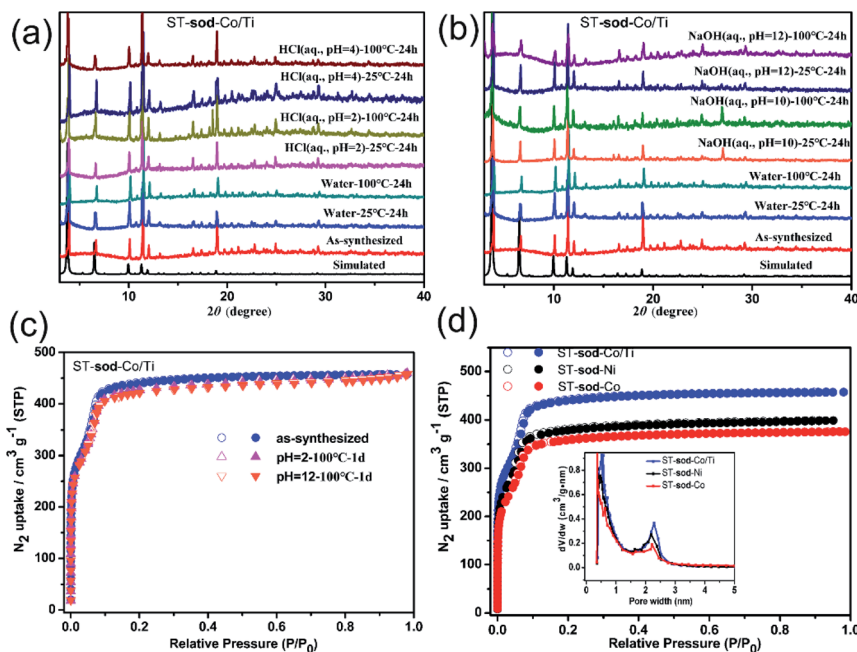 (a)
ST-sod-Co/Ti
HCl(aq., pH=4)-100°C-24h
HCl(aq., pH=4)-25°C-24h
HCl(aq., pH=2)-100°C-24h
HCl(aq., pH=2)-25°C-24h
Water-100°C-24h
Water-25°C-24h
As-synthesized
Simulated
10 20 30 40
2θ (degree)
(b)
ST-sod-Co/Ti
NaOH(aq., pH=12)-100°C-24h
NaOH(aq., pH=12)-25°C-24h
NaOH(aq., pH=10)-100°C-24h
NaOH(aq., pH=10)-25°C-24h
Water-100°C-24h
Water-25°C-24h
As-synthesized
Simulated
10 20 30 40
2θ (degree)
(c)
ST-sod-Co/Ti
as-synthesized
pH=2-100°C-1d
pH=12-100°C-1d
N2 uptake / cm3 g-1 (STP)
500
400
300
200
100
0
0.0 0.2 0.4 0.6 0.8 1.0
Relative Pressure (P/P0)
(d)
ST-sod-Co/Ti
ST-sod-Ni
ST-sod-Co
N2 uptake / cm3 g-1 (STP)
500
400
300
200
100
0
0.0 0.2 0.4 0.6 0.8 1.0
Relative Pressure (P/P0)
ST-sod-Co/Ti
ST-sod-Ni
ST-sod-Co
dV/dw (cm3/g•nm)
0.8
0.6
0.4
0.2
0.0
0 1 2 3 4 5
Pore width (nm)